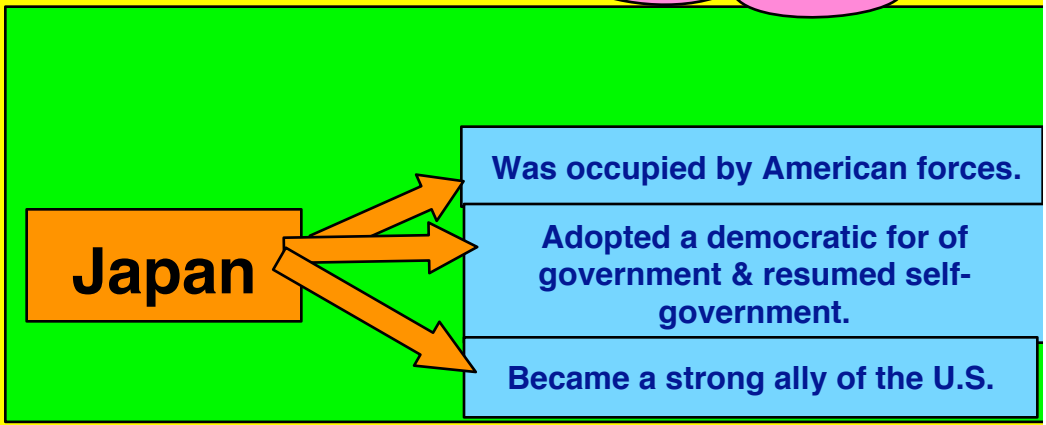 Japan
Was occupied by American forces.
Adopted a democratic for of
government & resumed self-
government.
Became a strong ally of the U.S.